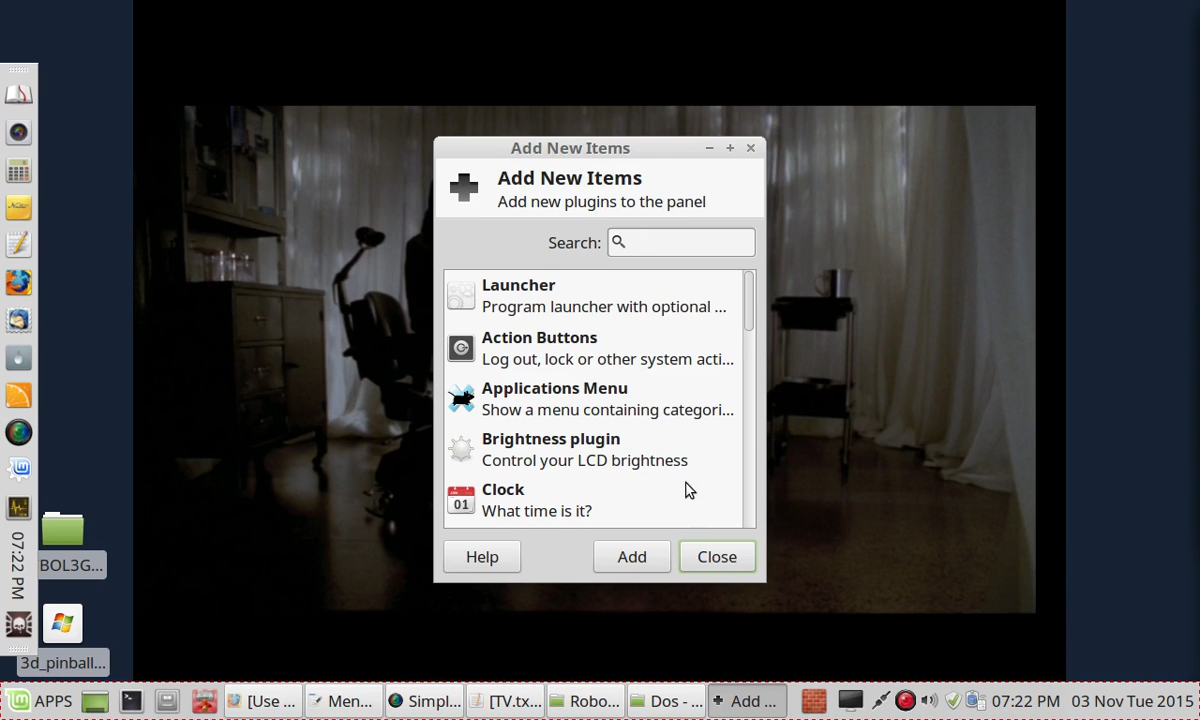 Add New Items
Add New Items
Add new plugins to the panel
Search:
Launcher
Program launcher with optional ...
Action Buttons
Log out, lock or other system acti...
Applications Menu
Show a menu containing categori...
Brightness plugin
Control your LCD brightness
Clock
01
What time is it?
Help
Add
Close
07:22 PM
BOL3G...
3d_pinball...
APPS
[Use ...
Men...
Simpl...
[TV.tx...
Robo...
Dos - ...
Add ...
07:22 PM
03 Nov Tue 2015